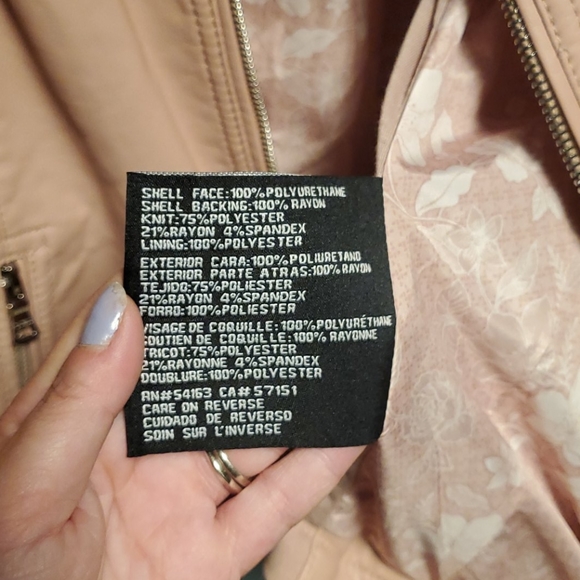 SHELL FACE:100%POLYURETHANE
SHELL BACKING:100% RAYON
KNIT:75%POLYESTER
21%RAYON 4%SPANDEX
LINING:100%POLYESTER
EXTERIOR CARA:100%POLIURETANO
EXTERIOR PARTE ATRAS:100% RAYON
TEJIDO:75%POLIESTER
21%RAYON 4%SPANDEX
FORRO:100%POLIESTER
VISAGE DE COQUILLE:100%POLYURÉTHANE
SOUTIEN DE COQUILLE:100% RAYONNE
TRICOT:75%POLYESTER
21%RAYONNE 4%SPANDEX
DOUBLURE:100%POLYESTER
RN#54163 CA#57151
CARE ON REVERSE
CUIDADO DE REVERSO
SOIN SUR L'INVERSE